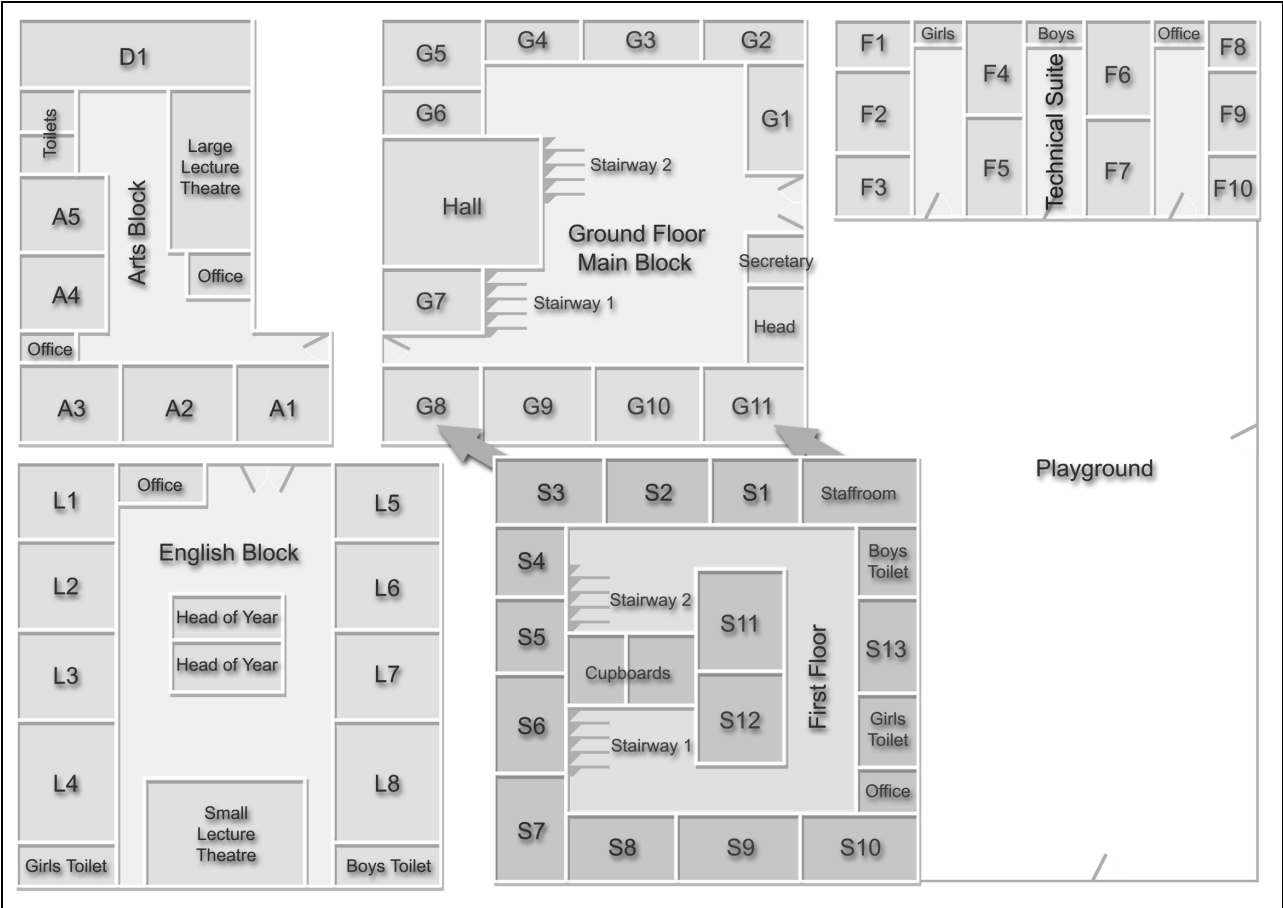 D1
Toilets
Large
Lecture
Theatre
A5
Arts Block
A4
Office
Office
A3
A2
A1
G5
G4
G3
G2
G6
G1
Stairway 2
Hall
Ground Floor
Main Block
Secretary
G7
Stairway 1
Head
G8
G9
G10
G11
F1
Girls
F4
Boys
F6
Office
F8
F2
Technical Suite
F9
F3
F5
F7
F10
Playground
L1
Office
L5
English Block
L2
L6
Head of Year
Head of Year
L3
L7
L4
L8
Small
Lecture
Theatre
Girls Toilet
Boys Toilet
S3
S2
S1
Staffroom
S4
Boys
Toilet
Stairway 2
S11
S5
S13
Cupboards
First Floor
S6
S12
Girls
Toilet
Stairway 1
Office
S7
S8
S9
S10